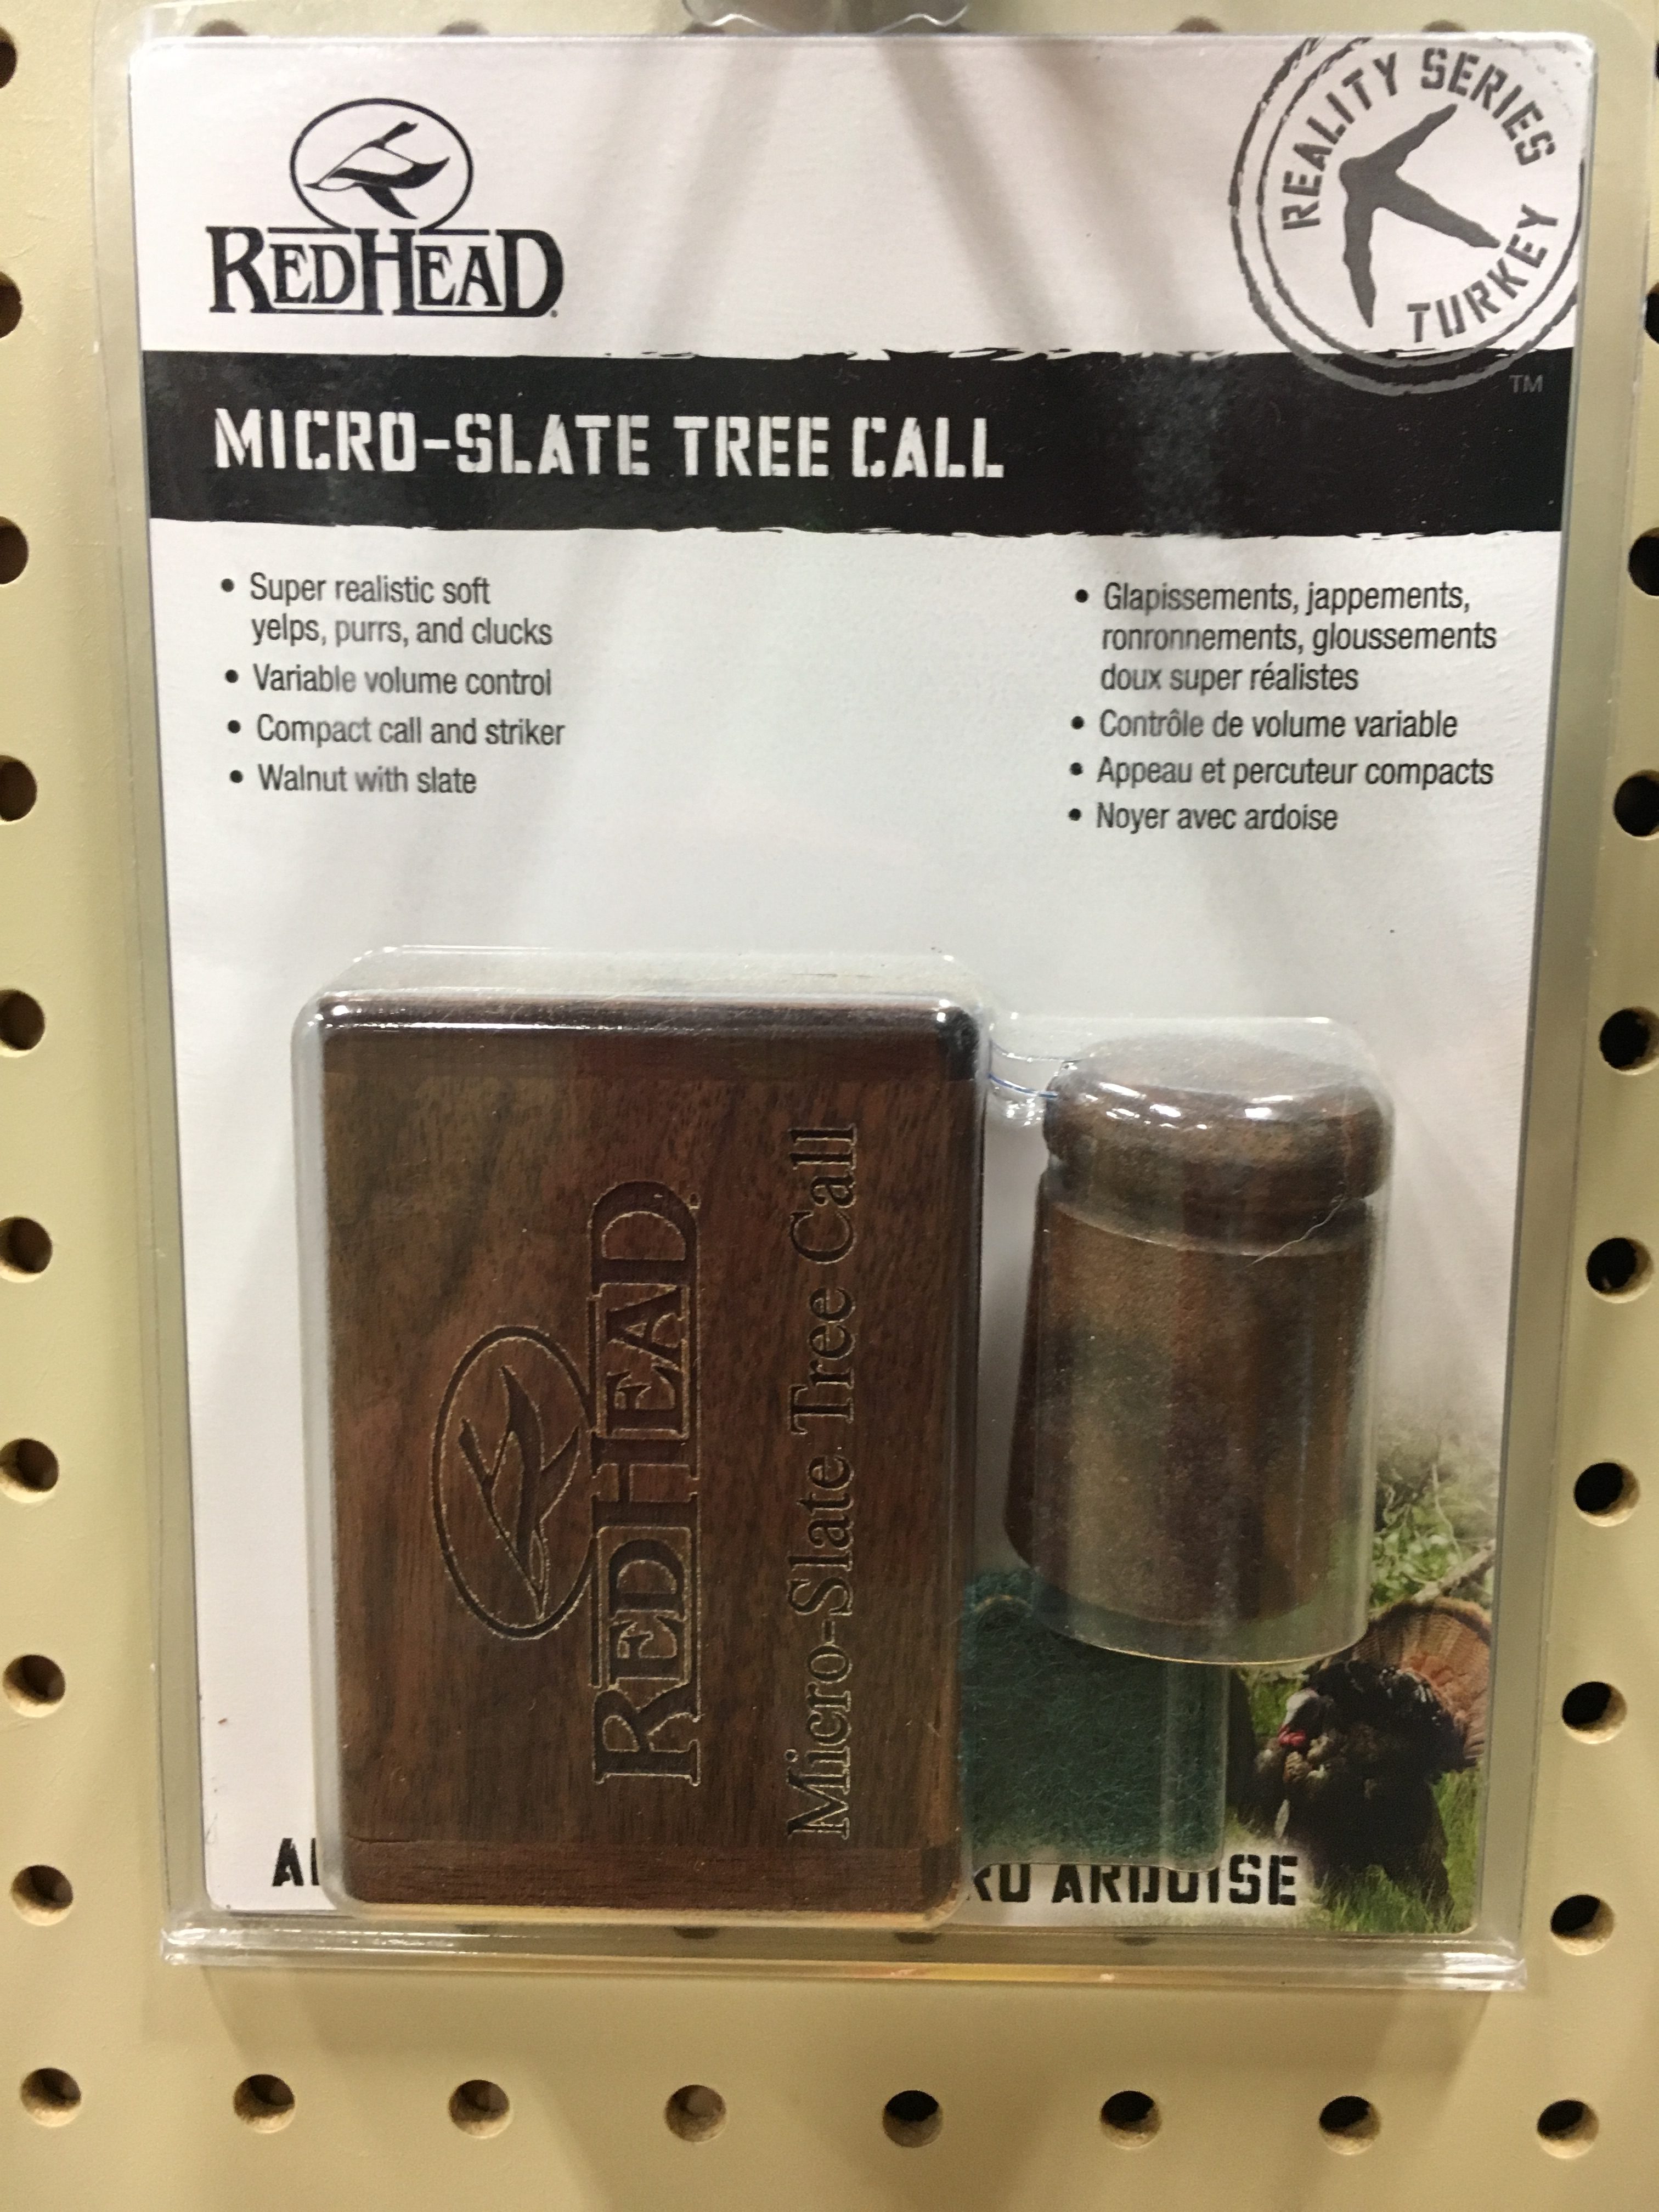 REDHEAD
REALITY SERIES
TURKEY
TM
MICRO-SLATE TREE CALL
• Super realistic soft
yelps, purrs, and clucks
• Variable volume control
• Compact call and striker
• Walnut with slate
• Glapissements, jappements,
ronronnements, gloussements
doux super réalistes
• Contrôle de volume variable
• Appeau et percuteur compacts
• Noyer avec ardoise
REDHEAD
Micro-Slate Tree Call
ARDOISE